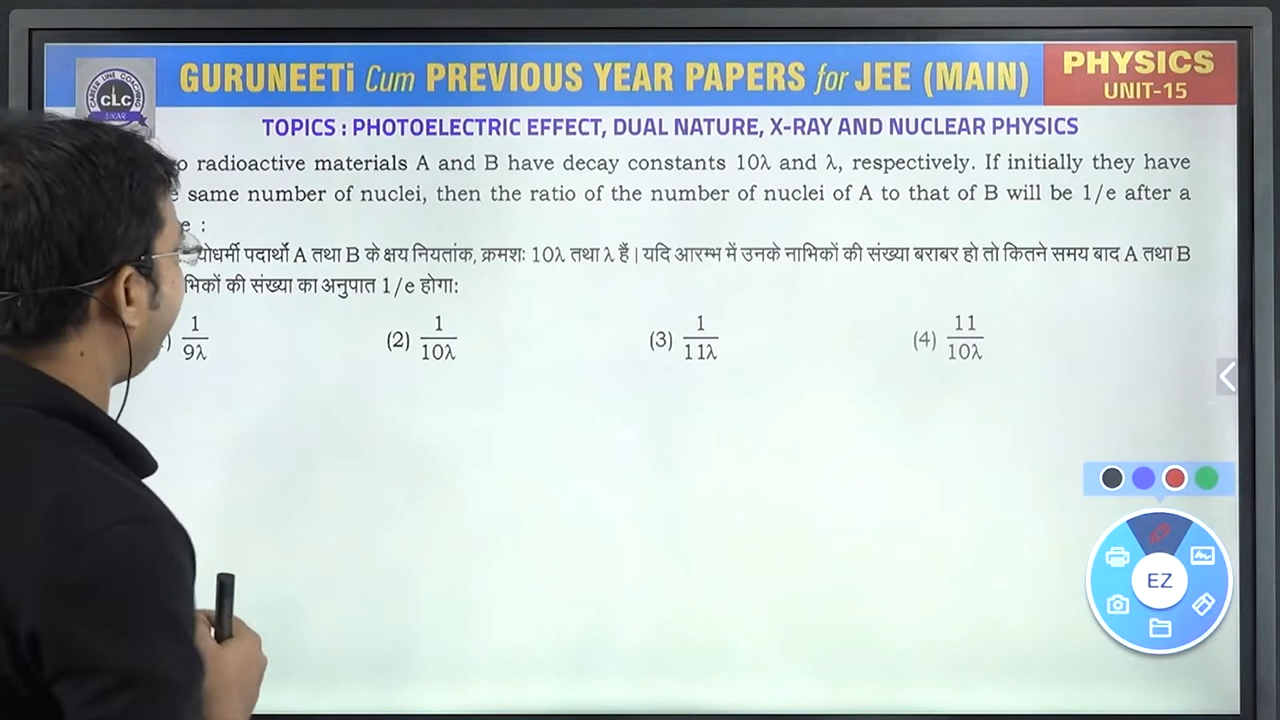 GURUNEETi Cum PREVIOUS YEAR PAPERS for JEE (MAIN)
PHYSICS
UNIT-15
CAREER LINE COACHING
CLC
SIKAR
TOPICS : PHOTOELECTRIC EFFECT, DUAL NATURE, X-RAY AND NUCLEAR PHYSICS
radioactive materials A and B have decay constants 10λ and λ, respectively. If initially they have
same number of nuclei, then the ratio of the number of nuclei of A to that of B will be 1/e after a
:
पदार्थों A तथा B के क्षय नियतांक, क्रमशः 10λ तथा λ हैं। यदि आरम्भ में उनके नाभिकों की संख्या बराबर हो तो कितने समय बाद A तथा B
की संख्या का अनुपात 1/e होगा:
1/9λ (2) 1/10λ (3) 1/11λ (4) 11/10λ
EZ